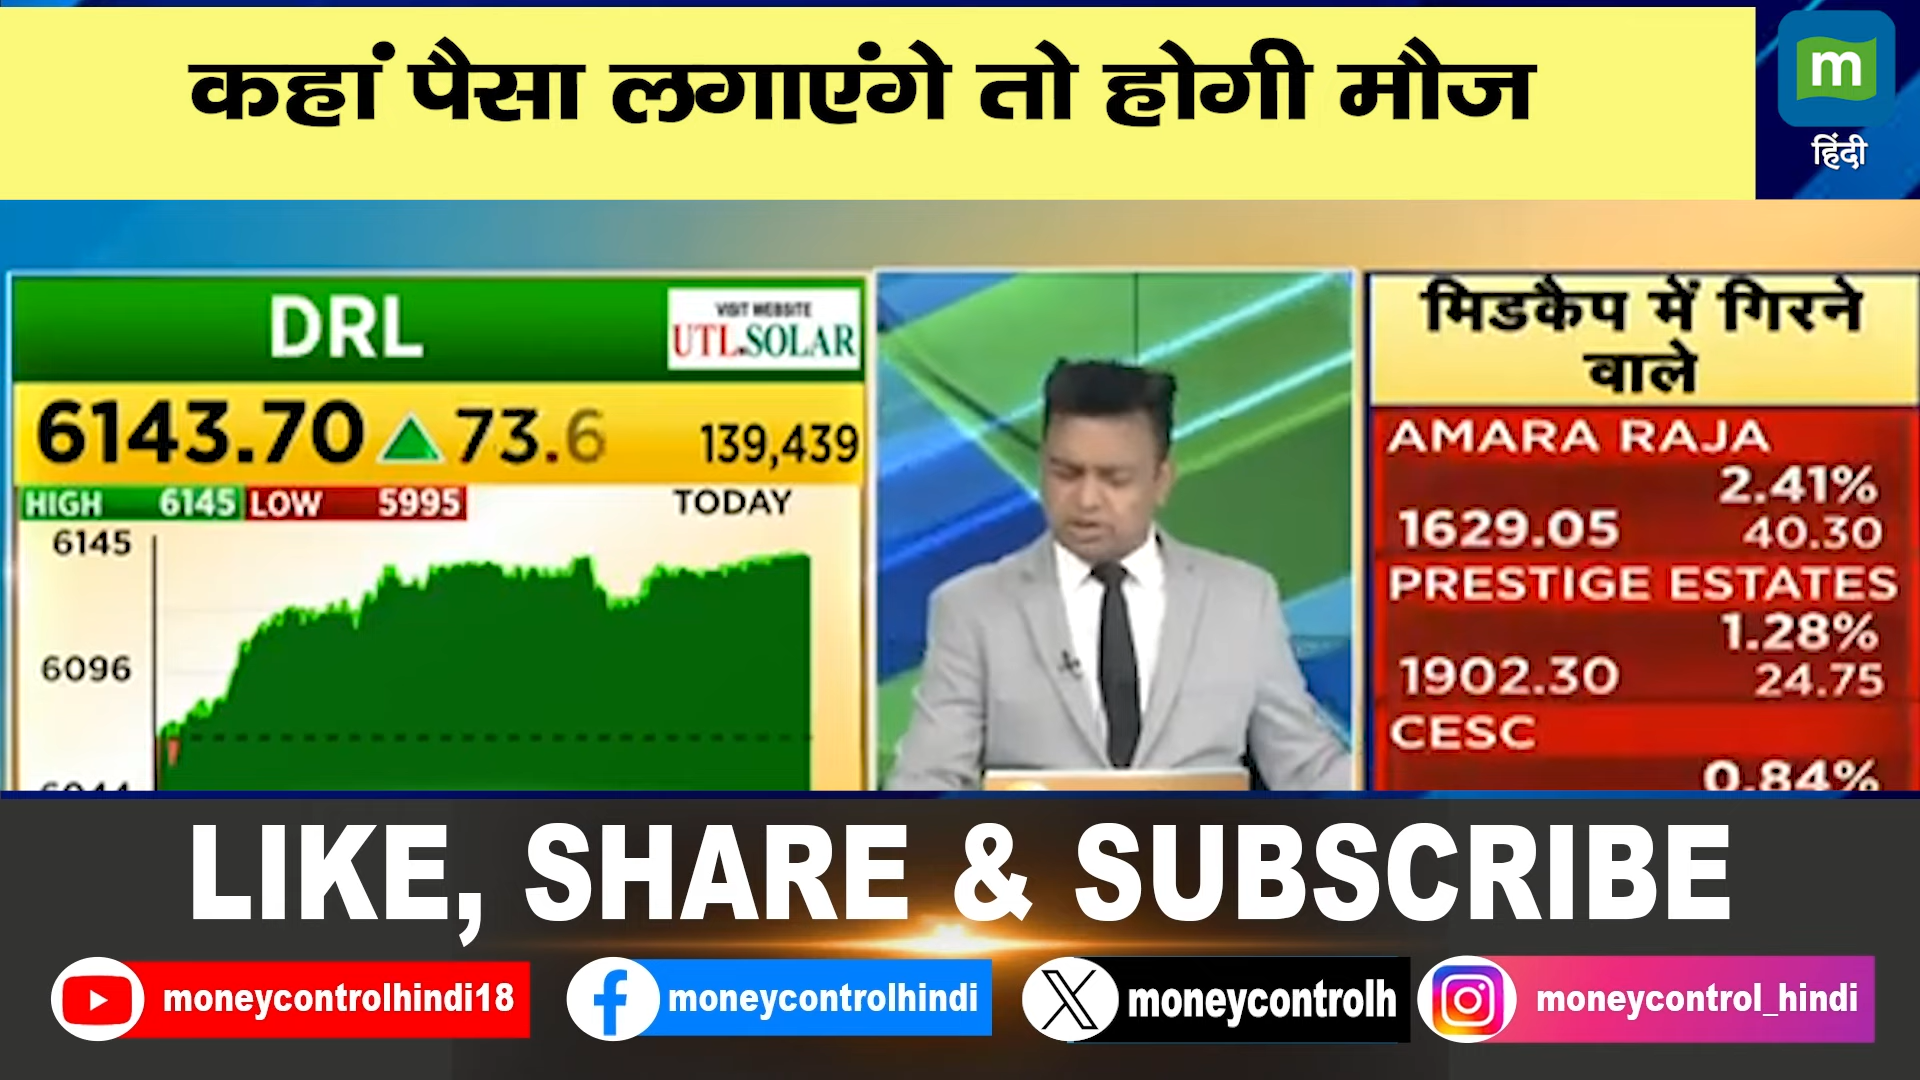 कहां पैसा लगाएंगे तो होगी मौज
m
हिंदी
DRL
VISIT WEBSITE
UTL SOLAR
6143.70 ▲ 73.6
139,439
HIGH 6145 LOW 5995
TODAY
6145
6096
मिडकैप में गिरने
वाले
AMARA RAJA
2.41%
1629.05 40.30
PRESTIGE ESTATES
1.28%
1902.30 24.75
CESC
0.84%
LIKE, SHARE & SUBSCRIBE
moneycontrolhindi18
moneycontrolhindi
moneycontrolh
moneycontrol_hindi